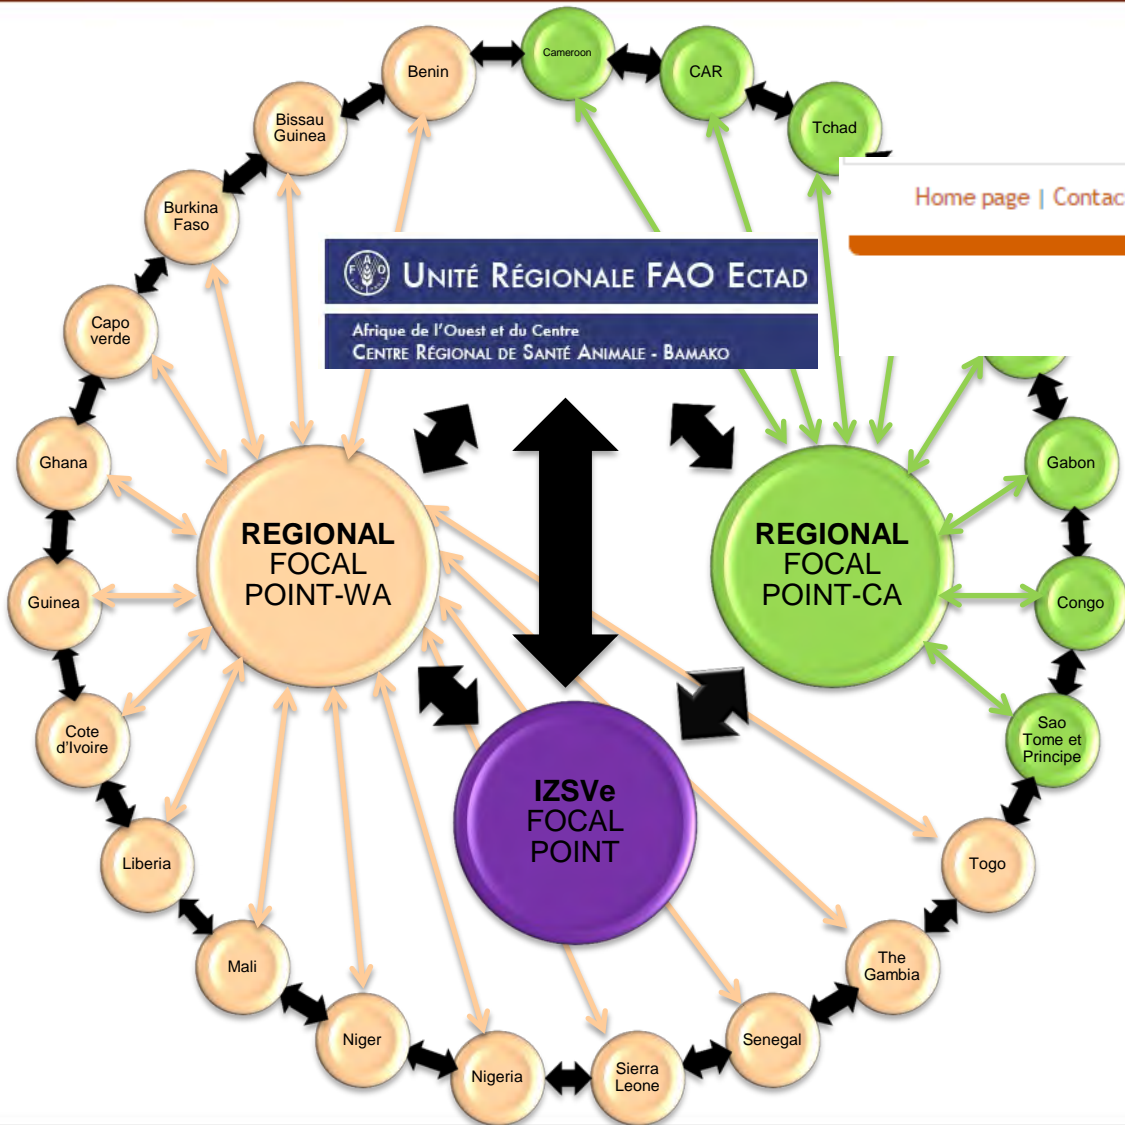 Cameroon
Benin
CAR
Tchad
Bissau
Guinea
Home page | Contac
Burkina
Faso
FAO
UNITÉ RÉGIONALE FAO ECTAD
Afrique de l'Ouest et du Centre
CENTRE RÉGIONAL DE SANTÉ ANIMALE - BAMAKO
Capo
verde
Ghana
Gabon
REGIONAL
FOCAL
POINT-WA
REGIONAL
FOCAL
POINT-CA
Guinea
Congo
Cote
d'Ivoire
Sao
Tome et
Principe
IZSVe
FOCAL
POINT
Liberia
Togo
Mali
The
Gambia
Niger
Senegal
Nigeria
Sierra
Leone